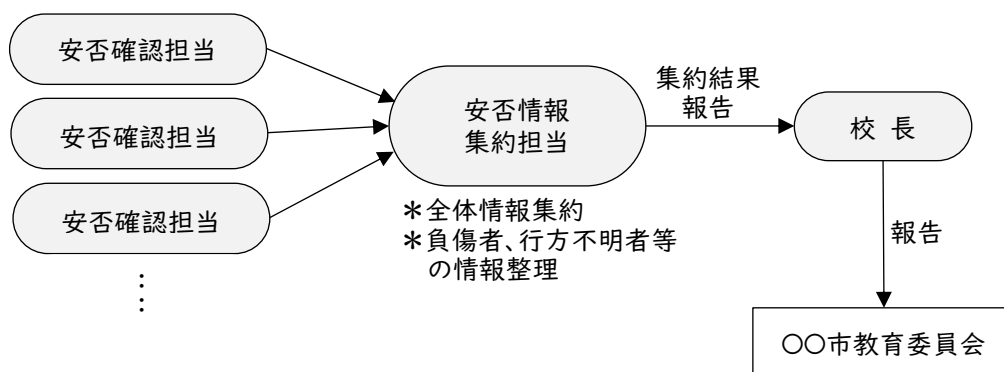 安否確認担当
安否確認担当
安否確認担当
⋮
安否情報
集約担当
＊全体情報集約
＊負傷者、行方不明者等
の情報整理
集約結果
報告
校 長
報告
〇〇市教育委員会